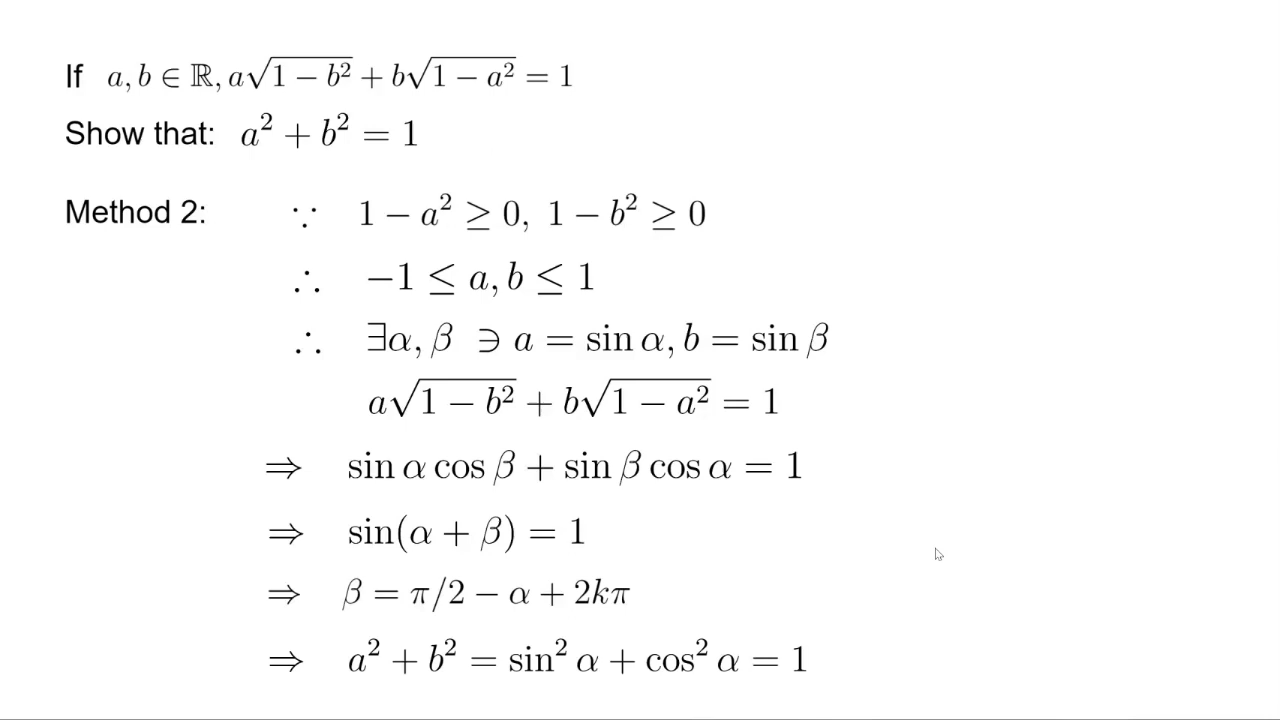 If a, b ∈ ℝ, a√(1 − b²) + b√(1 − a²) = 1
Show that: a² + b² = 1
Method 2: ∵ 1 − a² ≥ 0, 1 − b² ≥ 0
∴ −1 ≤ a, b ≤ 1
∴ ∃α, β ∋ a = sin α, b = sin β
a√(1 − b²) + b√(1 − a²) = 1
⇒ sin α cos β + sin β cos α = 1
⇒ sin(α + β) = 1
⇒ β = π/2 − α + 2kπ
⇒ a² + b² = sin² α + cos² α = 1